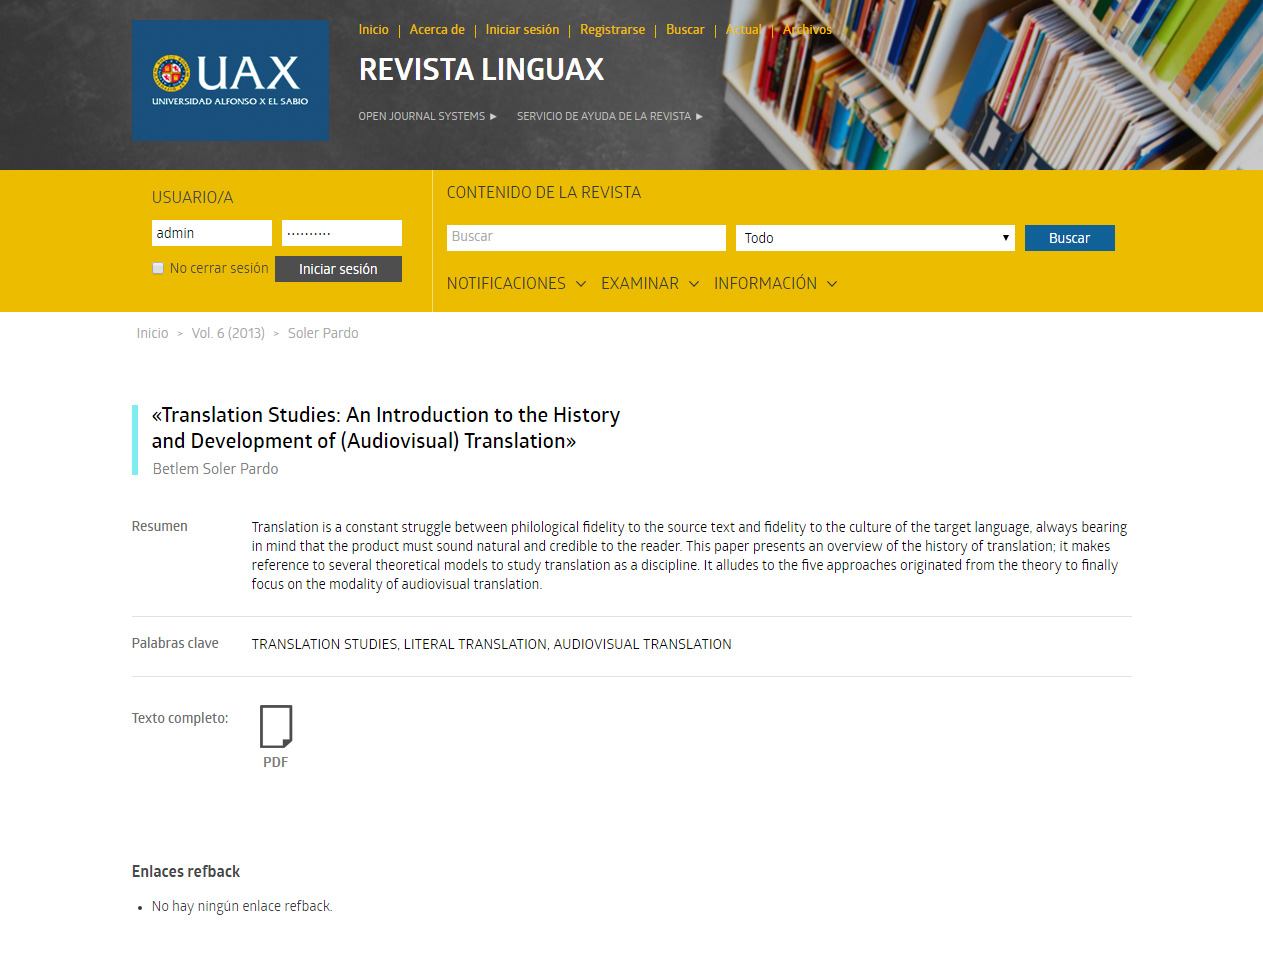 Inicio | Acerca de | Iniciar sesión | Registrarse | Buscar | Actual | Archivos
UAX
UNIVERSIDAD ALFONSO X EL SABIO
REVISTA LINGUAX
OPEN JOURNAL SYSTEMS ► SERVICIO DE AYUDA DE LA REVISTA ►
USUARIO/A
admin ··········
No cerrar sesión Iniciar sesión
CONTENIDO DE LA REVISTA
Buscar Todo ▾ Buscar
NOTIFICACIONES EXAMINAR INFORMACIÓN
Inicio > Vol. 6 (2013) > Soler Pardo
«Translation Studies: An Introduction to the History
and Development of (Audiovisual) Translation»
Betlem Soler Pardo
Resumen
Translation is a constant struggle between philological fidelity to the source text and fidelity to the culture of the target language, always bearing
in mind that the product must sound natural and credible to the reader. This paper presents an overview of the history of translation; it makes
reference to several theoretical models to study translation as a discipline. It alludes to the five approaches originated from the theory to finally
focus on the modality of audiovisual translation.
Palabras clave
TRANSLATION STUDIES, LITERAL TRANSLATION, AUDIOVISUAL TRANSLATION
Texto completo:
PDF
Enlaces refback
• No hay ningún enlace refback.